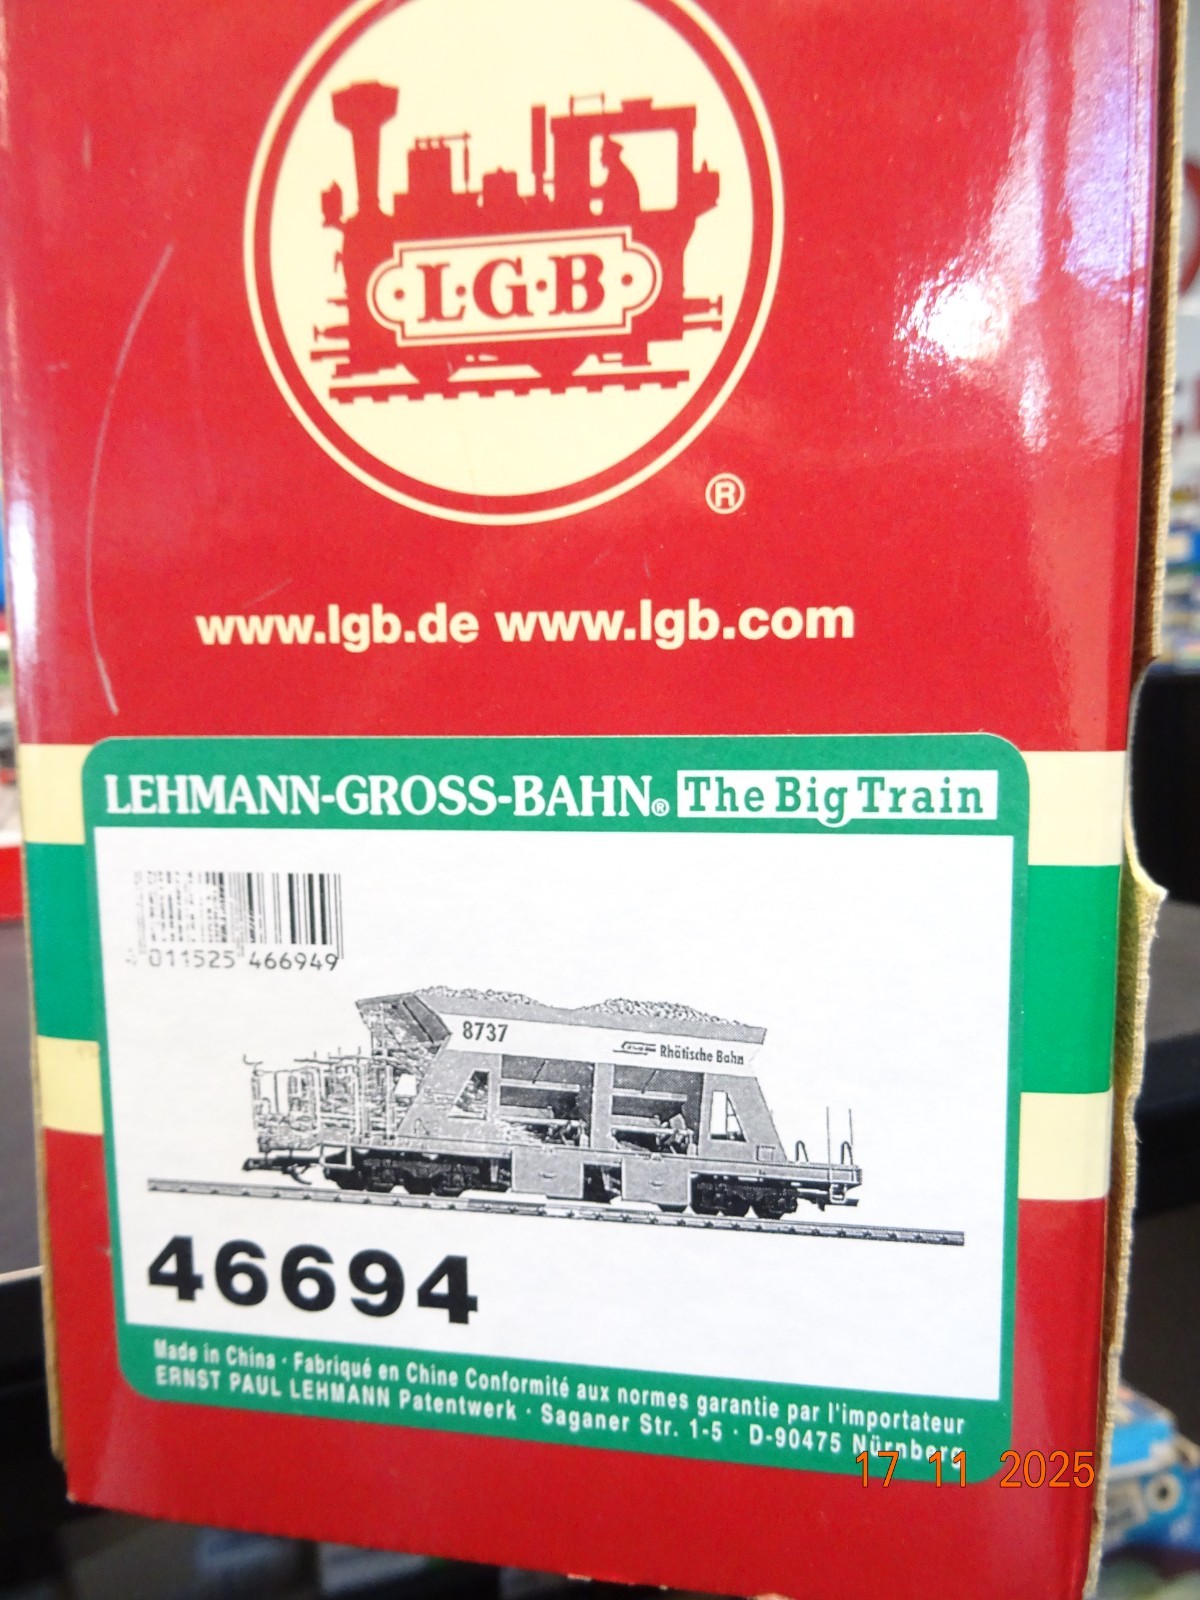 L·G·B
®
www.lgb.de www.lgb.com
LEHMANN-GROSS-BAHN® The Big Train
011525 466949
8737
Rhätische Bahn
46694
Made in China · Fabriqué en Chine Conformité aux normes garantie par l'importateur
ERNST PAUL LEHMANN Patentwerk · Saganer Str. 1-5 · D-90475 Nürnberg
17 11 2025